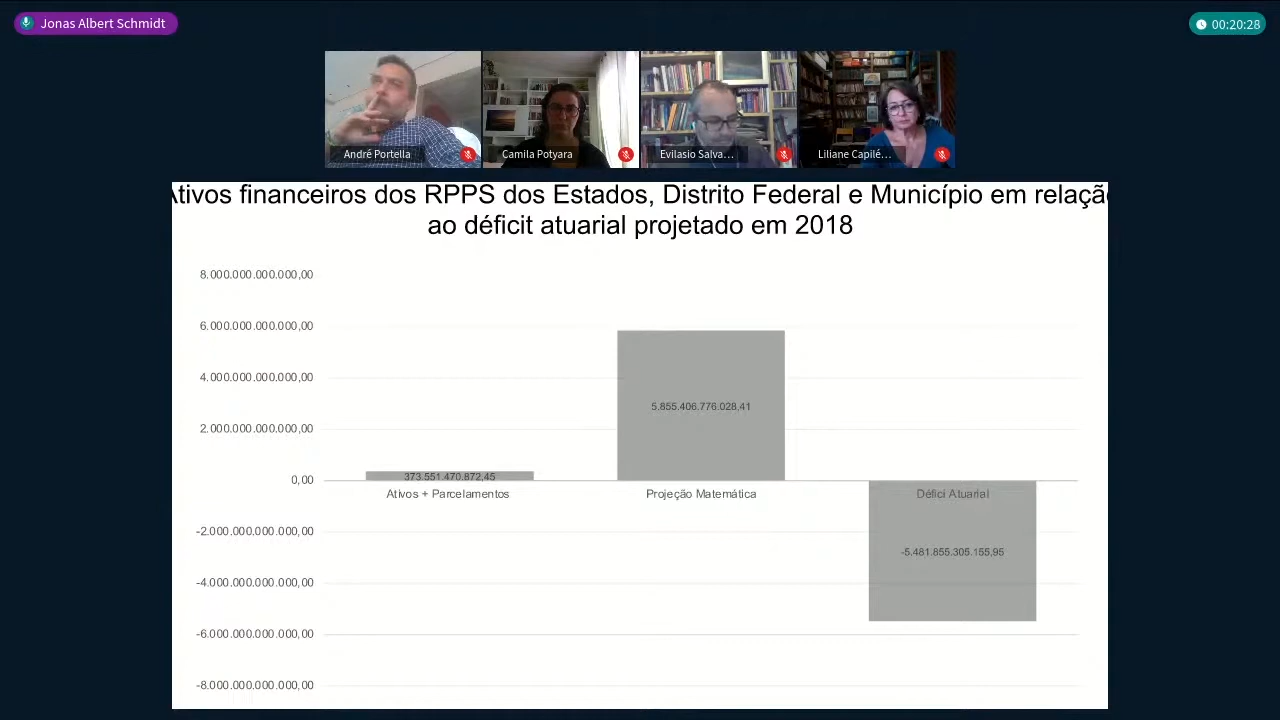 Jonas Albert Schmidt
00:20:28
André Portella
Camila Potyara
Evilasio Salva...
Liliane Capilé...
Ativos financeiros dos RPPS dos Estados, Distrito Federal e Município em relação
ao déficit atuarial projetado em 2018
8.000.000.000.000,00
6.000.000.000.000,00
4.000.000.000.000,00
2.000.000.000.000,00
0,00
-2.000.000.000.000,00
-4.000.000.000.000,00
-6.000.000.000.000,00
-8.000.000.000.000,00
373.551.470.872,45
Ativos + Parcelamentos
5.855.406.776.028,41
Projeção Matemática
Défici Atuarial
-5.481.855.305.155,95